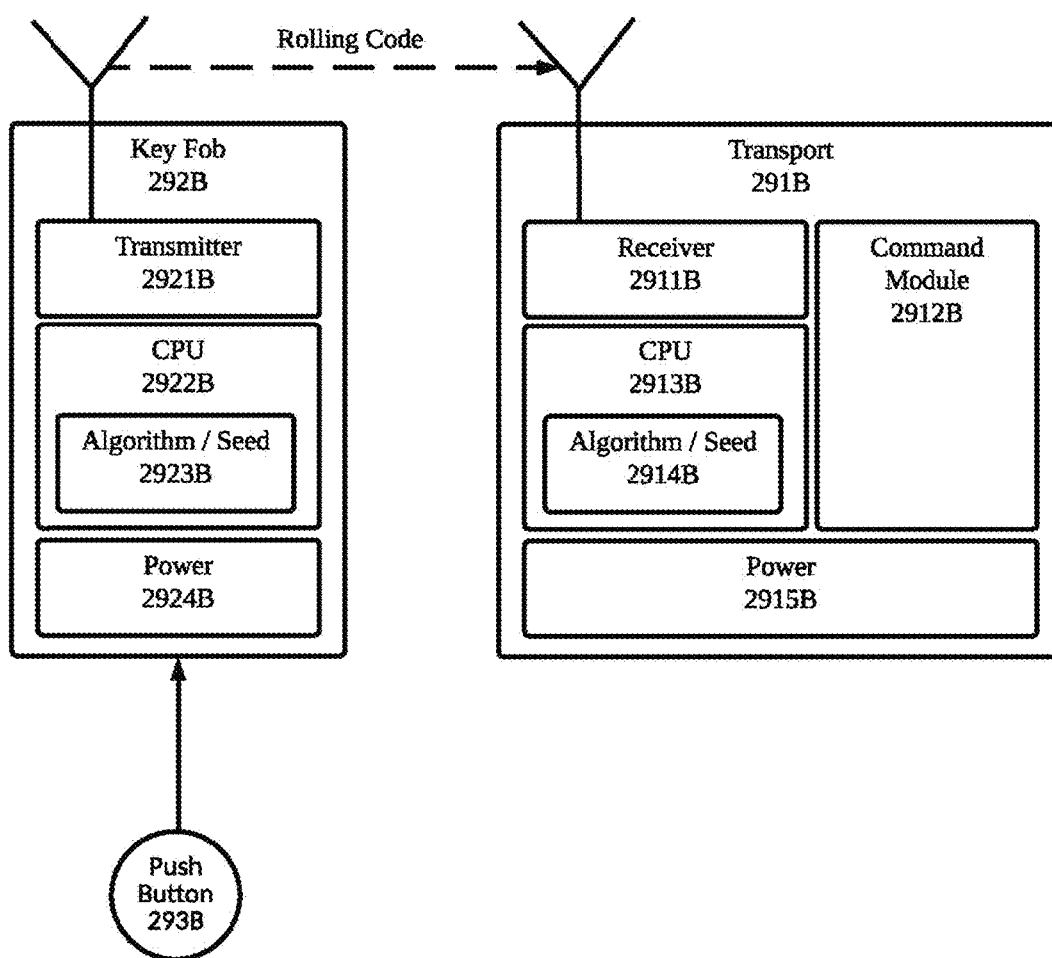 Rolling Code
Key Fob
292B
Transmitter
2921B
CPU
2922B
Algorithm / Seed
2923B
Power
2924B
Push
Button
293B
Transport
291B
Receiver
2911B
CPU
2913B
Algorithm / Seed
2914B
Command
Module
2912B
Power
2915B